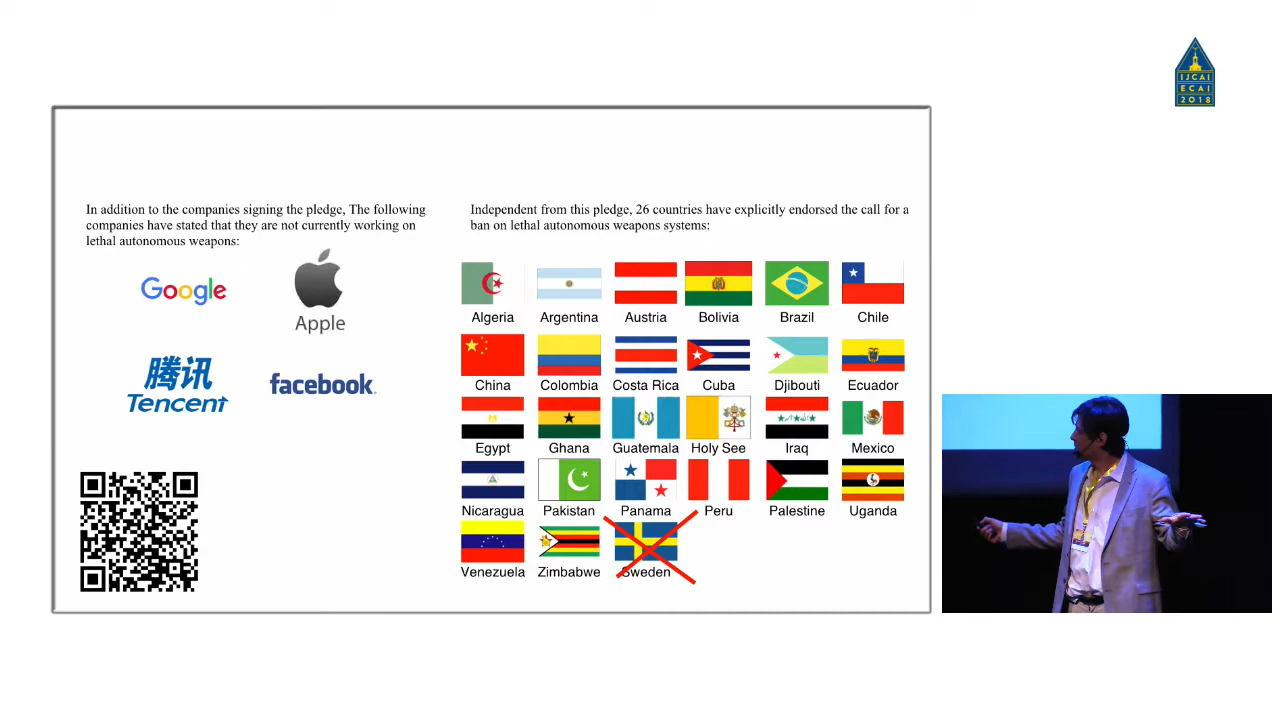 IJCAI
ECAI
2018
In addition to the companies signing the pledge, The following
companies have stated that they are not currently working on
lethal autonomous weapons:
Google
Apple
腾讯
Tencent
facebook.
Independent from this pledge, 26 countries have explicitly endorsed the call for a
ban on lethal autonomous weapons systems:
Algeria Argentina Austria Bolivia Brazil Chile
China Colombia Costa Rica Cuba Djibouti Ecuador
Egypt Ghana Guatemala Holy See Iraq Mexico
Nicaragua Pakistan Panama Peru Palestine Uganda
Venezuela Zimbabwe Sweden